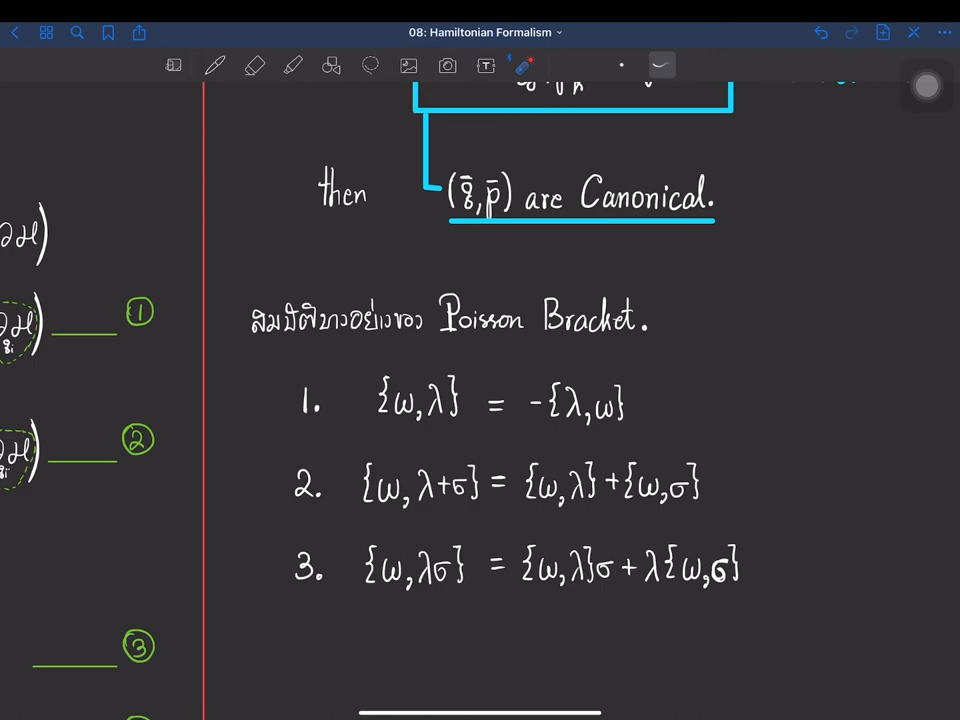 08: Hamiltonian Formalism
then (q̄, p̄) are Canonical.
สมบัติบางอย่างของ Poisson Bracket.
1. {ω, λ} = -{λ, ω}
2. {ω, λ+σ} = {ω, λ} + {ω, σ}
3. {ω, λσ} = {ω, λ}σ + λ{ω, σ}
∂ℋ)
∂ℋ) ①
∂ℋ) ②
③